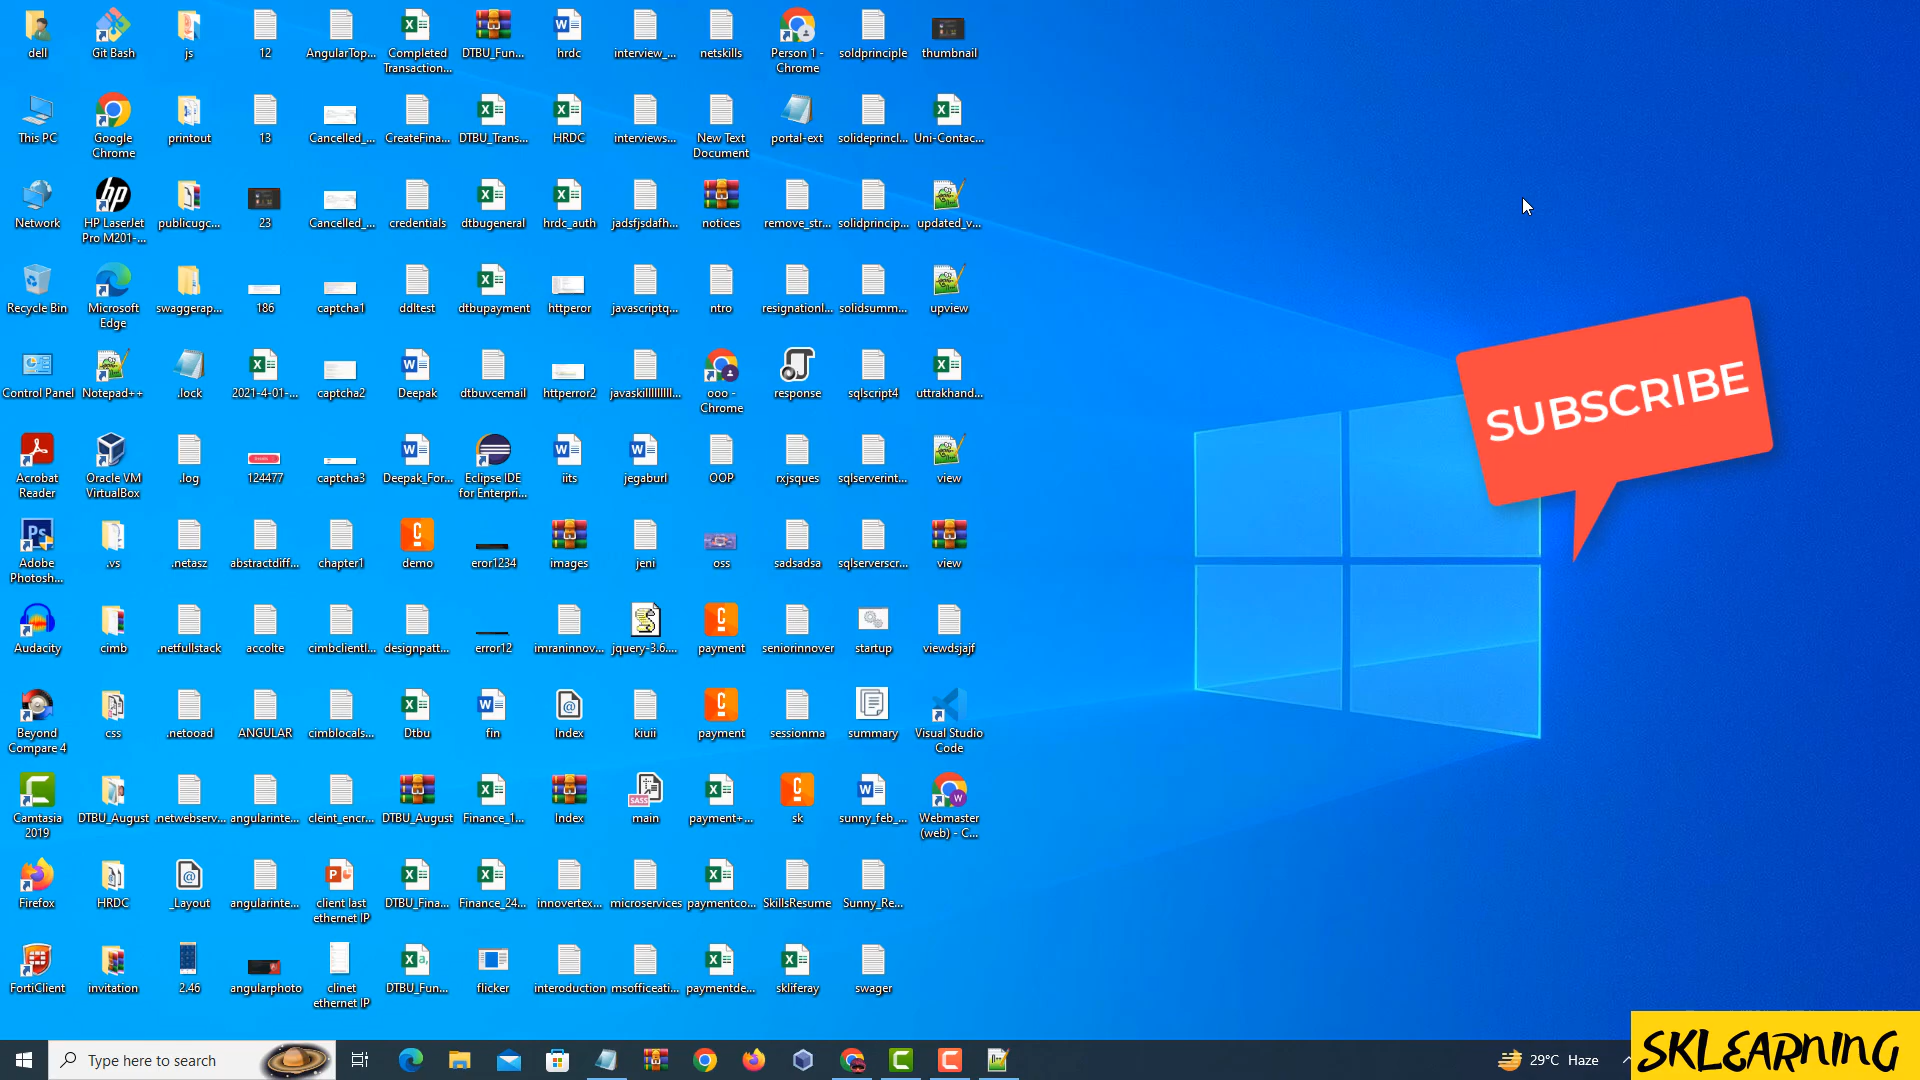 dell
Git Bash
js
12
AngularTop...
Completed
Transaction...
DTBU_Fun...
hrdc
interview_...
netskills
Person 1 -
Chrome
soldprinciple
thumbnail
This PC
Google
Chrome
printout
13
Cancelled_...
CreateFina...
DTBU_Trans...
HRDC
interviews...
New Text
Document
portal-ext
solideprincl...
Uni-Contac...
Network
HP LaserJet
Pro M201-...
publicugc...
23
Cancelled_...
credentials
dtbugeneral
hrdc_auth
jadsfjsdafh...
notices
remove_str...
solidprincip...
updated_v...
Recycle Bin
Microsoft
Edge
swaggerap...
186
captcha1
ddltest
dtbupayment
httperor
javascriptq...
ntro
resignationl...
solidsumm...
upview
Control Panel
Notepad++
.lock
2021-4-01-...
captcha2
Deepak
dtbuvcemail
httperror2
javaskillllllllll...
ooo -
Chrome
response
sqlscript4
uttrakhand...
SUBSCRIBE
Acrobat
Reader
Oracle VM
VirtualBox
.log
124477
captcha3
Deepak_For...
Eclipse IDE
for Enterpri...
iits
jegaburl
OOP
rxjsques
sqlserverint...
view
Adobe
Photosh...
.vs
.netasz
abstractdiff...
chapter1
demo
eror1234
images
jeni
oss
sadsadsa
sqlserverscr...
view
Audacity
cimb
.netfullstack
accolte
cimbclientl...
designpatt...
error12
imraninnov...
jquery-3.6....
payment
seniorinnover
startup
viewdsjajf
Beyond
Compare 4
css
.netooad
ANGULAR
cimblocals...
Dtbu
fin
Index
kiuii
payment
sessionma
summary
Visual Studio
Code
Camtasia
2019
DTBU_August
.netwebserv...
angularinte...
cleint_encr...
DTBU_August
Finance_1...
Index
main
payment+...
sk
sunny_feb_...
Webmaster
(web) - C...
Firefox
HRDC
_Layout
angularinte...
client last
ethernet IP
DTBU_Fina...
Finance_24...
innovertex...
microservices
paymentco...
SkillsResume
Sunny_Re...
FortiClient
invitation
2.46
angularphoto
clinet
ethernet IP
DTBU_Fun...
flicker
interoduction
msofficeati...
paymentde...
skliferay
swager
Type here to search
29°C Haze
SKLEARNING